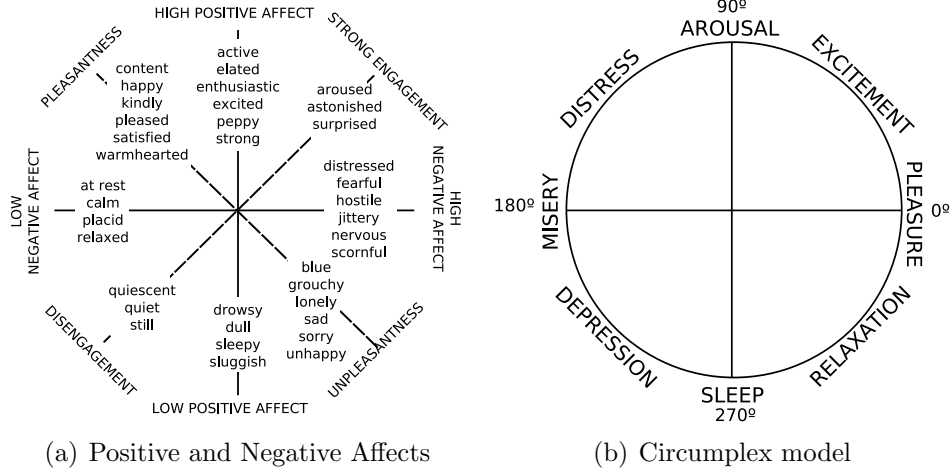 HIGH POSITIVE AFFECT
STRONG ENGAGEMENT
PLEASANTNESS
active
elated
enthusiastic
excited
peppy
strong
content
happy
kindly
pleased
satisfied
warmhearted
aroused
astonished
surprised
LOW
NEGATIVE AFFECT
at rest
calm
placid
relaxed
distressed
fearful
hostile
jittery
nervous
scornful
HIGH
NEGATIVE AFFECT
quiescent
quiet
still
drowsy
dull
sleepy
sluggish
blue
grouchy
lonely
sad
sorry
unhappy
DISENGAGEMENT
UNPLEASANTNESS
LOW POSITIVE AFFECT
(a) Positive and Negative Affects
90º
AROUSAL
DISTRESS
EXCITEMENT
180º
MISERY
PLEASURE
0º
DEPRESSION
RELAXATION
SLEEP
270º
(b) Circumplex model